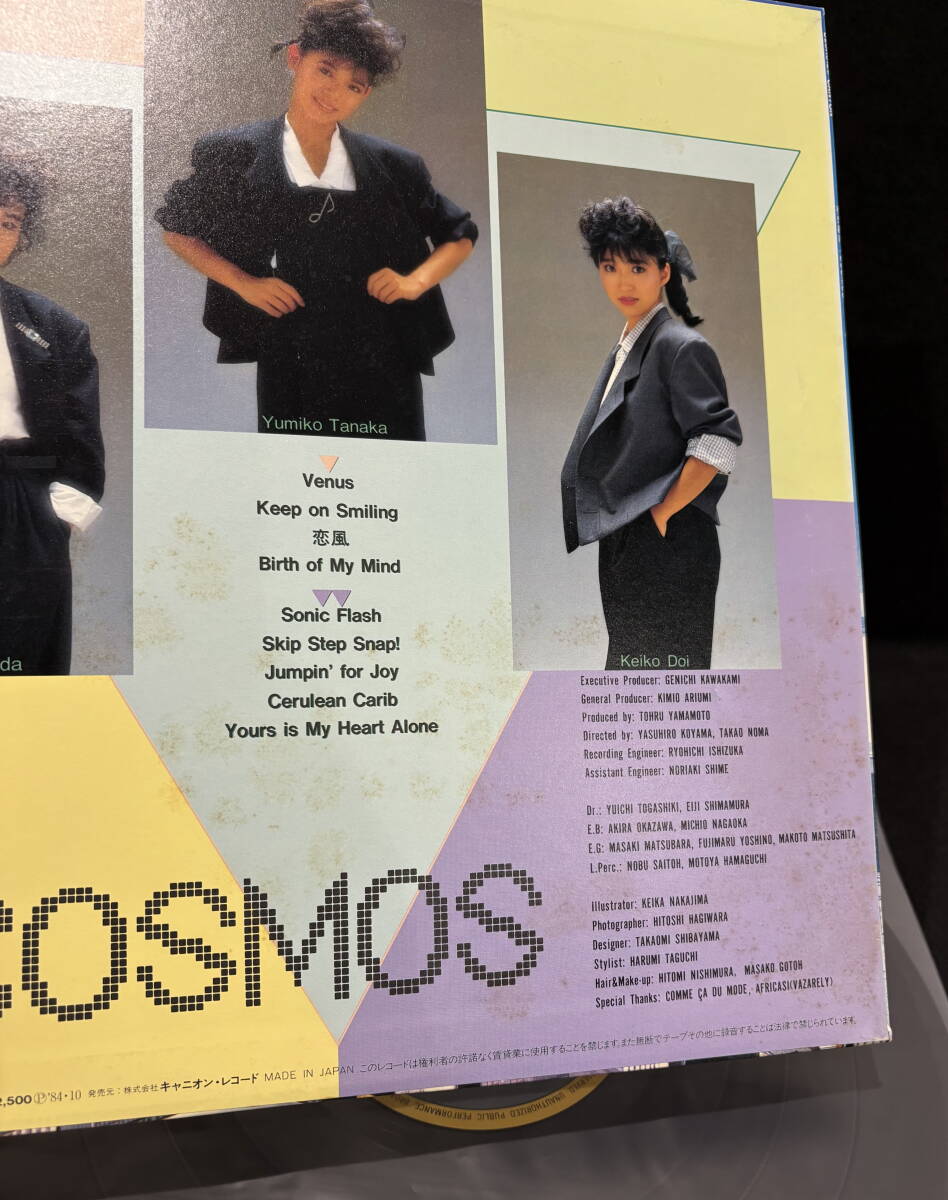 Yumiko Tanaka
Venus
Keep on Smiling
恋風
Birth of My Mind
Sonic Flash
Skip Step Snap!
Jumpin' for Joy
Cerulean Carib
Yours is My Heart Alone
da
Keiko Doi
Executive Producer: GENICHI KAWAKAMI
General Producer: KIMIO ARIUMI
Produced by: TOHRU YAMAMOTO
Directed by: YASUHIRO KOYAMA, TAKAO NOMA
Recording Engineer: RYOHICHI ISHIZUKA
Assistant Engineer: NORIAKI SHIME
Dr.: YUICHI TOGASHIKI, EIJI SHIMAMURA
E.B: AKIRA OKAZAWA, MICHIO NAGAOKA
E.G: MASAKI MATSUBARA, FUJIMARU YOSHINO, MAKOTO MATSUSHITA
L.Perc.: NOBU SAITOH, MOTOYA HAMAGUCHI
Illustrator: KEIKA NAKAJIMA
Photographer: HITOSHI HAGIWARA
Designer: TAKAOMI SHIBAYAMA
Stylist: HARUMI TAGUCHI
Hair&Make-up: HITOMI NISHIMURA, MASAKO GOTOH
Special Thanks: COMME ÇA DU MODE, AFRICASI(VAZARELY)
COSMOS
2,500 Ⓟ'84・10 発売元：株式会社キャニオン・レコード MADE IN JAPAN このレコードは権利者の許諾なく賃貸業に使用することを禁じます。また無断でテープその他に録音することは法律で禁じられています。
UNAUTHORIZED PUBLIC PERFORMANCE